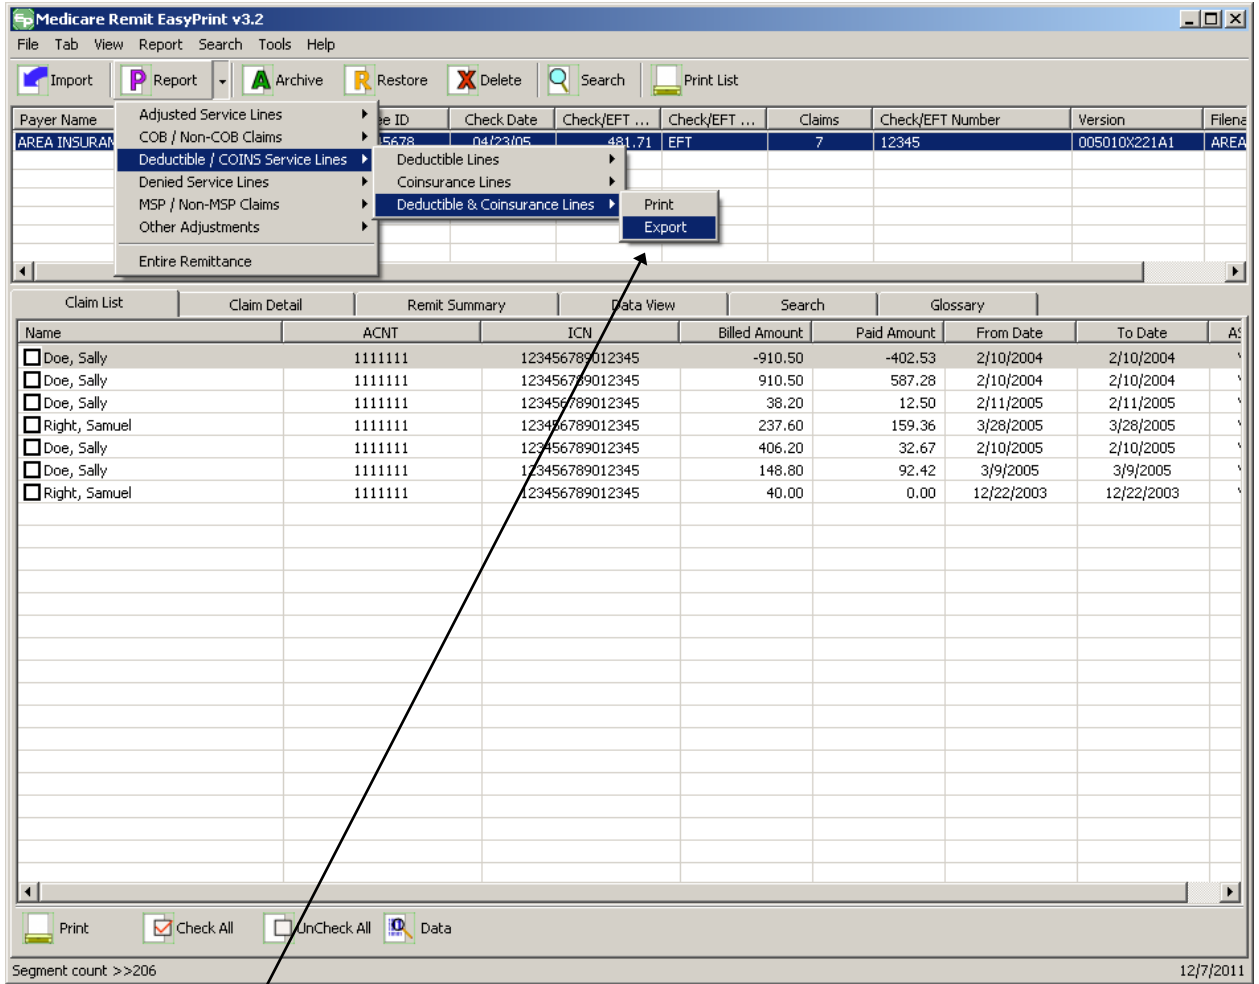 EP Medicare Remit EasyPrint v3.2
File Tab View Report Search Tools Help
Import P Report A Archive R Restore X Delete Search Print List
Payer Name ee ID Check Date Check/EFT ... Check/EFT ... Claims Check/EFT Number Version Filena
AREA INSURAN 45678 04/23/05 481.71 EFT 7 12345 005010X221A1 AREA
Adjusted Service Lines
COB / Non-COB Claims
Deductible / COINS Service Lines
Denied Service Lines
MSP / Non-MSP Claims
Other Adjustments
Entire Remittance
Deductible Lines
Coinsurance Lines
Deductible & Coinsurance Lines
Print
Export
Claim List Claim Detail Remit Summary Data View Search Glossary
Name ACNT ICN Billed Amount Paid Amount From Date To Date AS
Doe, Sally 1111111 123456789012345 -910.50 -402.53 2/10/2004 2/10/2004
Doe, Sally 1111111 123456789012345 910.50 587.28 2/10/2004 2/10/2004
Doe, Sally 1111111 123456789012345 38.20 12.50 2/11/2005 2/11/2005
Right, Samuel 1111111 123456789012345 237.60 159.36 3/28/2005 3/28/2005
Doe, Sally 1111111 123456789012345 406.20 32.67 2/10/2005 2/10/2005
Doe, Sally 1111111 123456789012345 148.80 92.42 3/9/2005 3/9/2005
Right, Samuel 1111111 123456789012345 40.00 0.00 12/22/2003 12/22/2003
Print Check All UnCheck All Data
Segment count >>206 12/7/2011